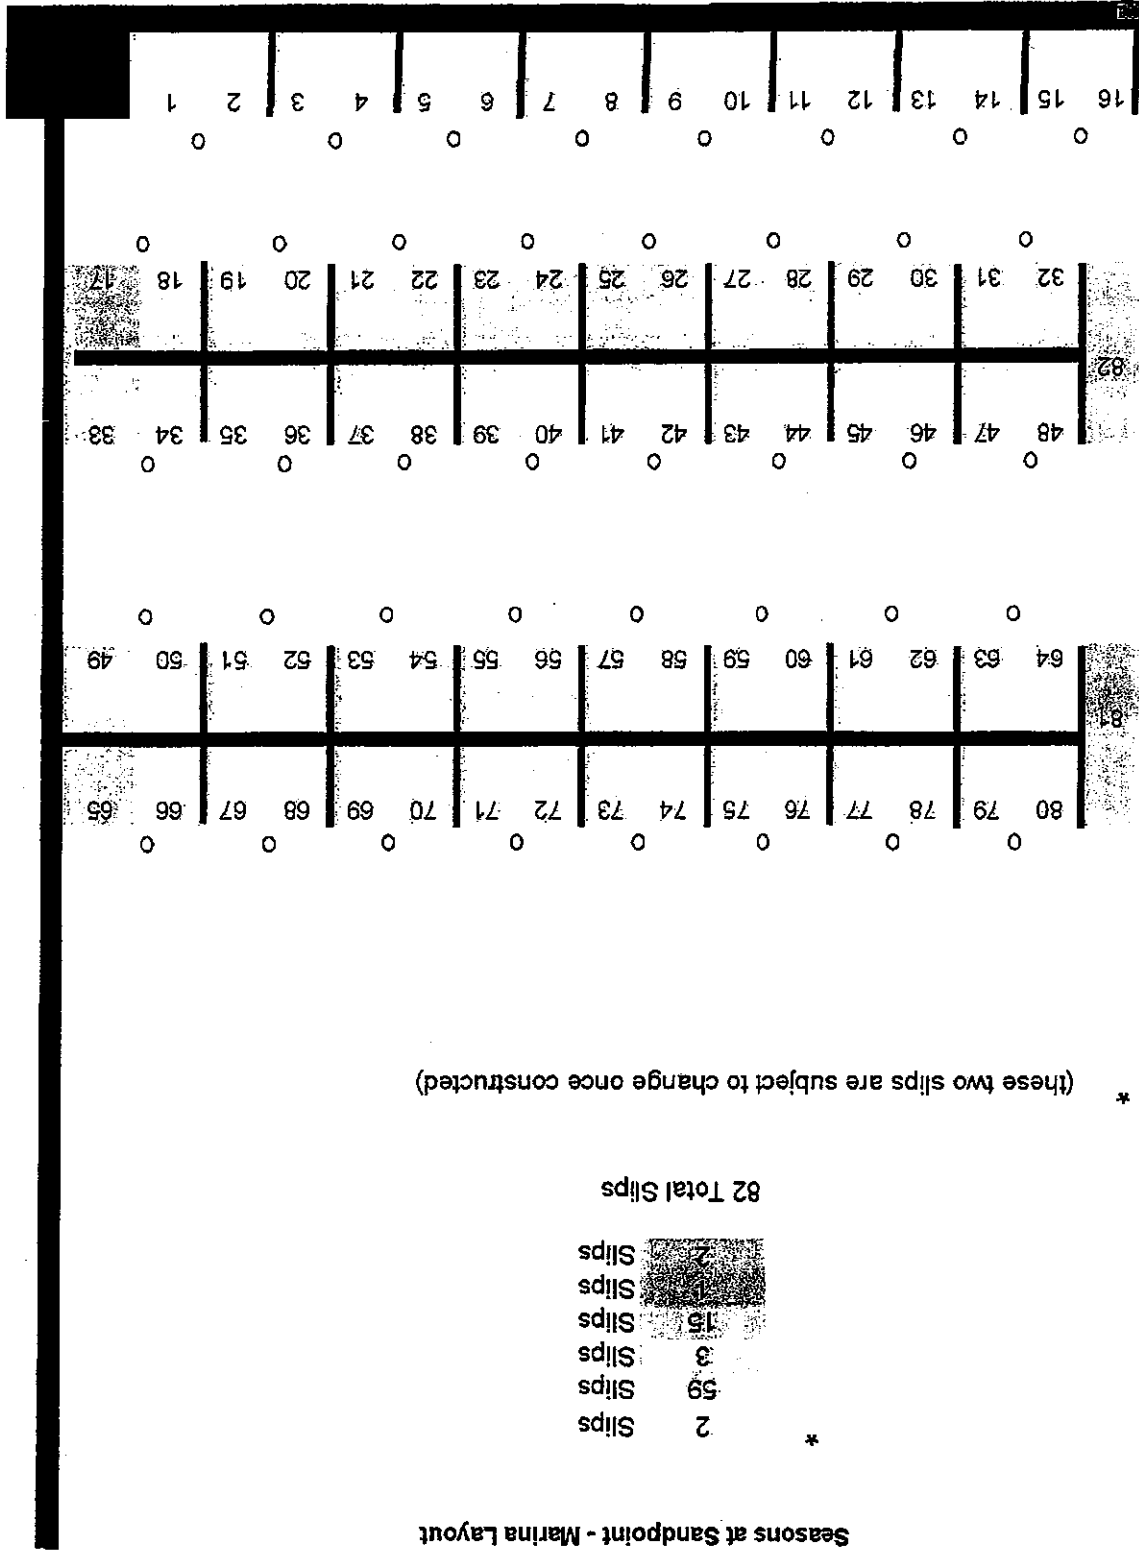 Seasons at Sandpoint - Marina Layout
* 2 Slips
59 Slips
3 Slips
15 Slips
1 Slips
2 Slips
82 Total Slips
* (these two slips are subject to change once constructed)
O O O O O O O O
80 79 78 77 76 75 74 73 72 71 70 69 68 67 66 65
81
64 63 62 61 60 59 58 57 56 55 54 53 52 51 50 49
O O O O O O O O
O O O O O O O O
48 47 46 45 44 43 42 41 40 39 38 37 36 35 34 33
82
32 31 30 29 28 27 26 25 24 23 22 21 20 19 18 17
O O O O O O O O
O O O O O O O O
16 15 14 13 12 11 10 9 8 7 6 5 4 3 2 1